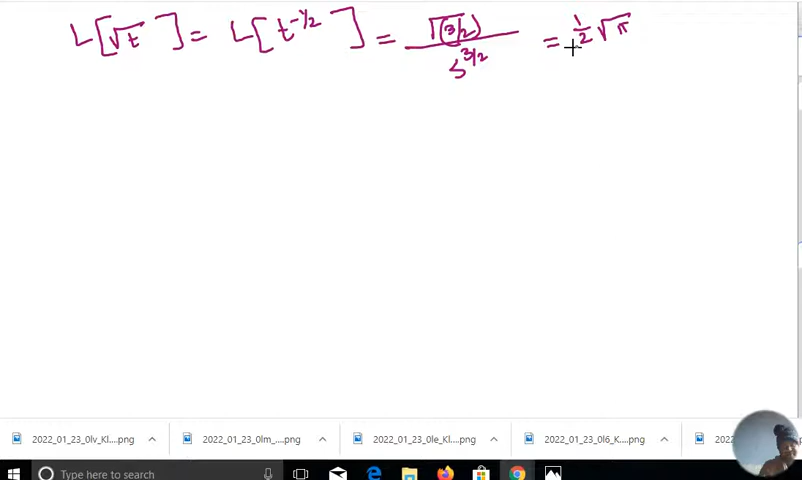 L[√t] = L[t^-1/2] = Γ(3/2) / s^3/2 = 1/2 √π
2022_01_23_0lv_Kl....png 2022_01_23_0lm_....png 2022_01_23_0le_Kl....png 2022_01_23_0l6_K....png 2022
Type here to search